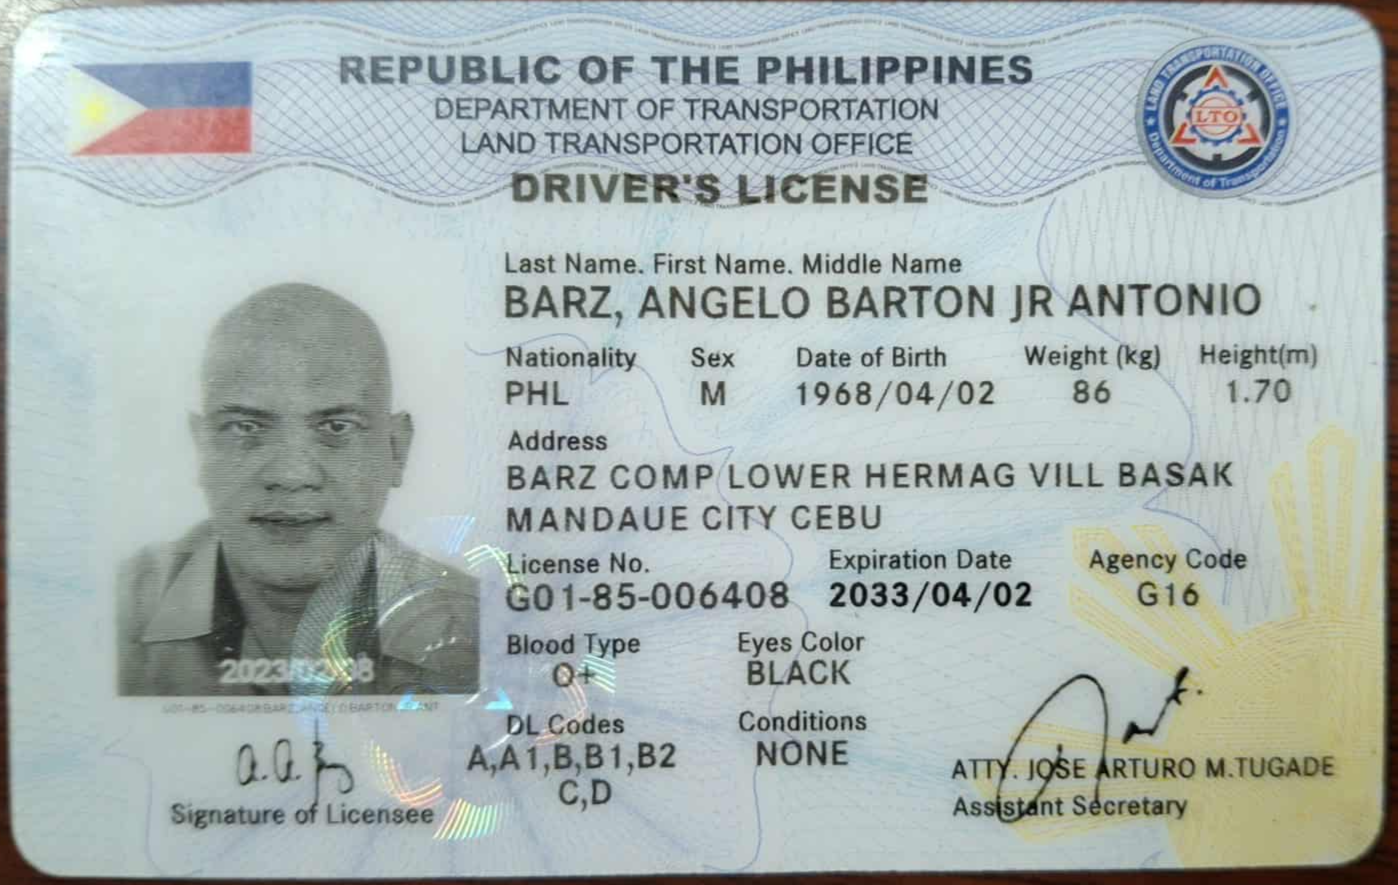 REPUBLIC OF THE PHILIPPINES
DEPARTMENT OF TRANSPORTATION
LAND TRANSPORTATION OFFICE
DRIVER'S LICENSE
LAND TRANSPORTATION OFFICE
LTO
Department of Transportation
Last Name. First Name. Middle Name
BARZ, ANGELO BARTON JR ANTONIO
Nationality Sex Date of Birth Weight (kg) Height(m)
PHL M 1968/04/02 86 1.70
Address
BARZ COMP LOWER HERMAG VILL BASAK
MANDAUE CITY CEBU
License No. Expiration Date Agency Code
G01-85-006408 2033/04/02 G16
Blood Type Eyes Color
O+ BLACK
DL Codes Conditions
A,A1,B,B1,B2 NONE
C,D
2023/02/08
Signature of Licensee
ATTY. JOSE ARTURO M.TUGADE
Assistant Secretary